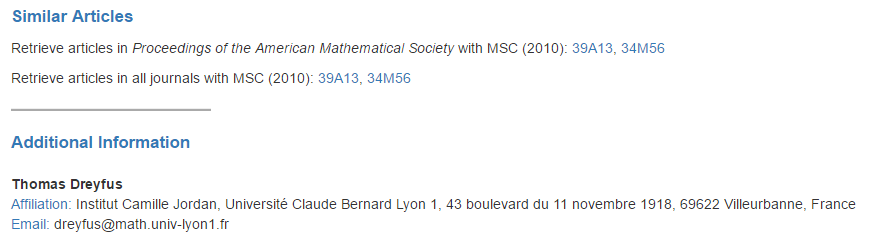 Similar Articles
Retrieve articles in Proceedings of the American Mathematical Society with MSC (2010): 39A13, 34M56
Retrieve articles in all journals with MSC (2010): 39A13, 34M56
Additional Information
Thomas Dreyfus
Affiliation: Institut Camille Jordan, Université Claude Bernard Lyon 1, 43 boulevard du 11 novembre 1918, 69622 Villeurbanne, France
Email: dreyfus@math.univ-lyon1.fr